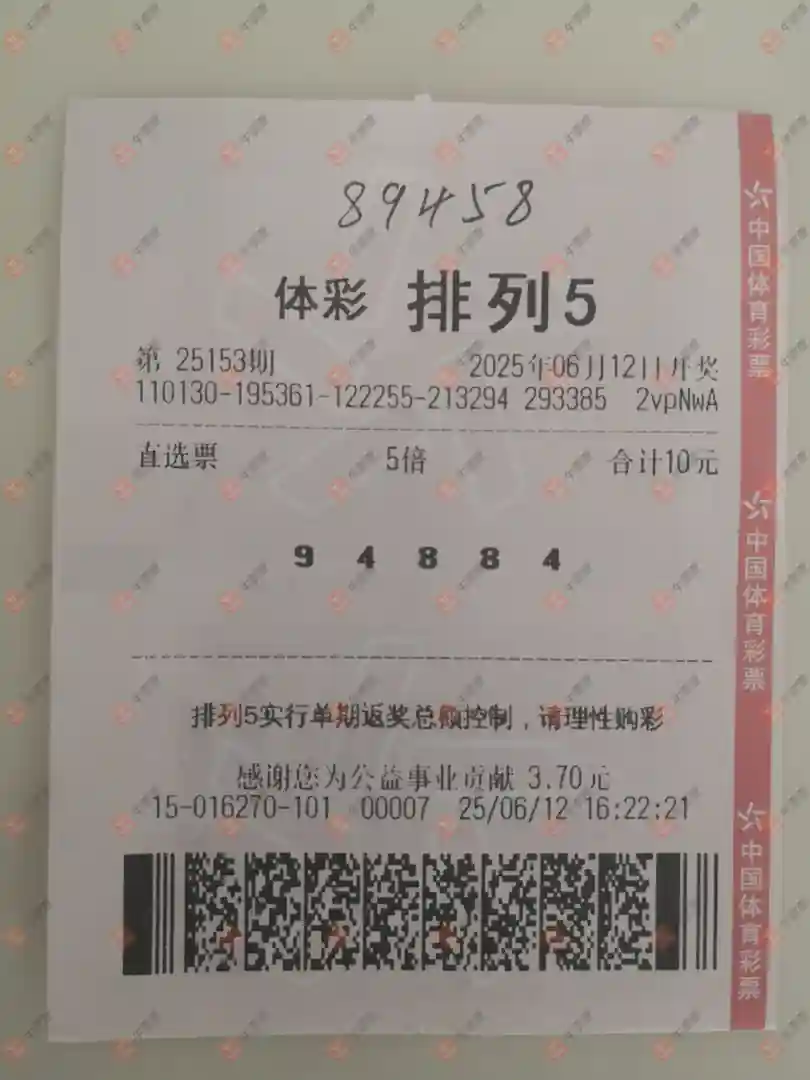 89458
体彩 排列5
第 25153期 2025年06月12日开奖
110130-195361-122255-213294 293385 2vpNwA
直选票 5倍 合计10元
9 4 8 8 4
排列5实行单期返奖总额控制，请理性购彩
感谢您为公益事业贡献 3.70元
15-016270-101 00007 25/06/12 16:22:21
中国体育彩票
中国体育彩票
中国体育彩票